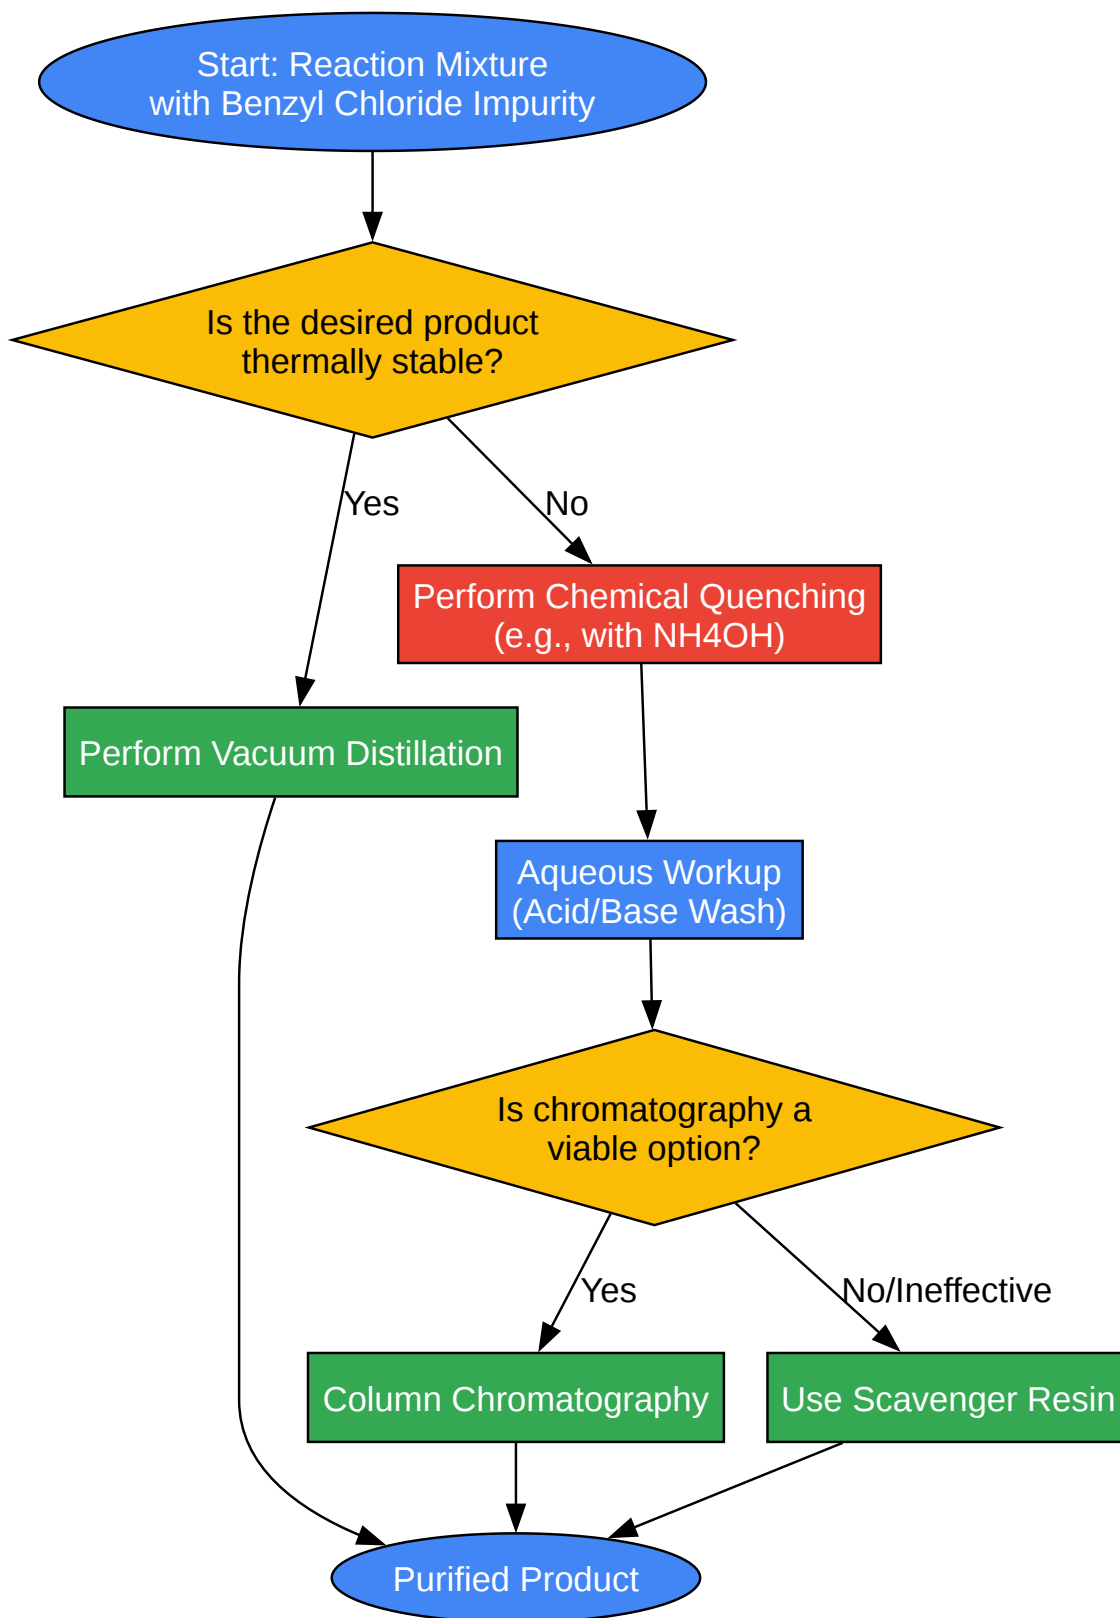 Start: Reaction Mixture
with Benzyl Chloride Impurity
Is the desired product
thermally stable?
Yes
No
Perform Chemical Quenching
(e.g., with NH4OH)
Perform Vacuum Distillation
Aqueous Workup
(Acid/Base Wash)
Is chromatography a
viable option?
Yes
No/Ineffective
Column Chromatography
Use Scavenger Resin
Purified Product